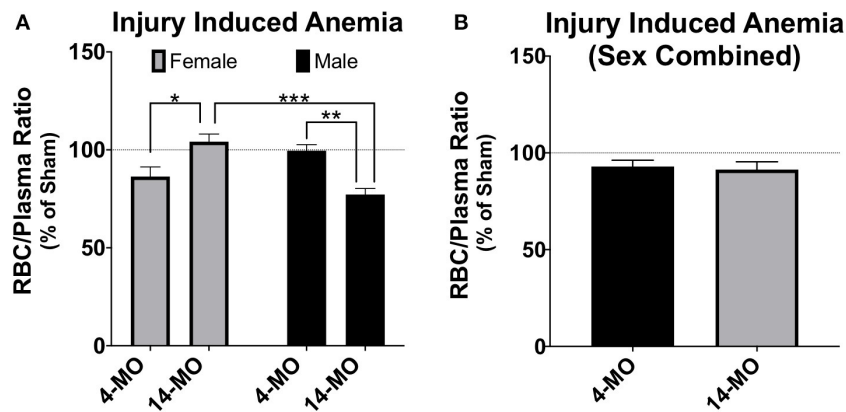 A
Injury Induced Anemia
Female
Male
RBC/Plasma Ratio
(% of Sham)
150
100
50
0
*
***
**
4-MO
14-MO
4-MO
14-MO
B
Injury Induced Anemia
(Sex Combined)
RBC/Plasma Ratio
(% of Sham)
150
100
50
0
4-MO
14-MO